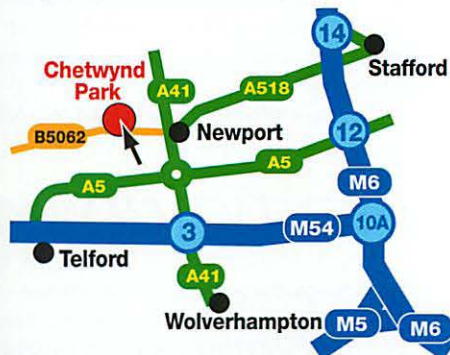 14
Stafford
Chetwynd
Park
A41
A518
B5062
Newport
12
A5
A5
M6
3
M54
10A
Telford
A41
Wolverhampton
M5
M6